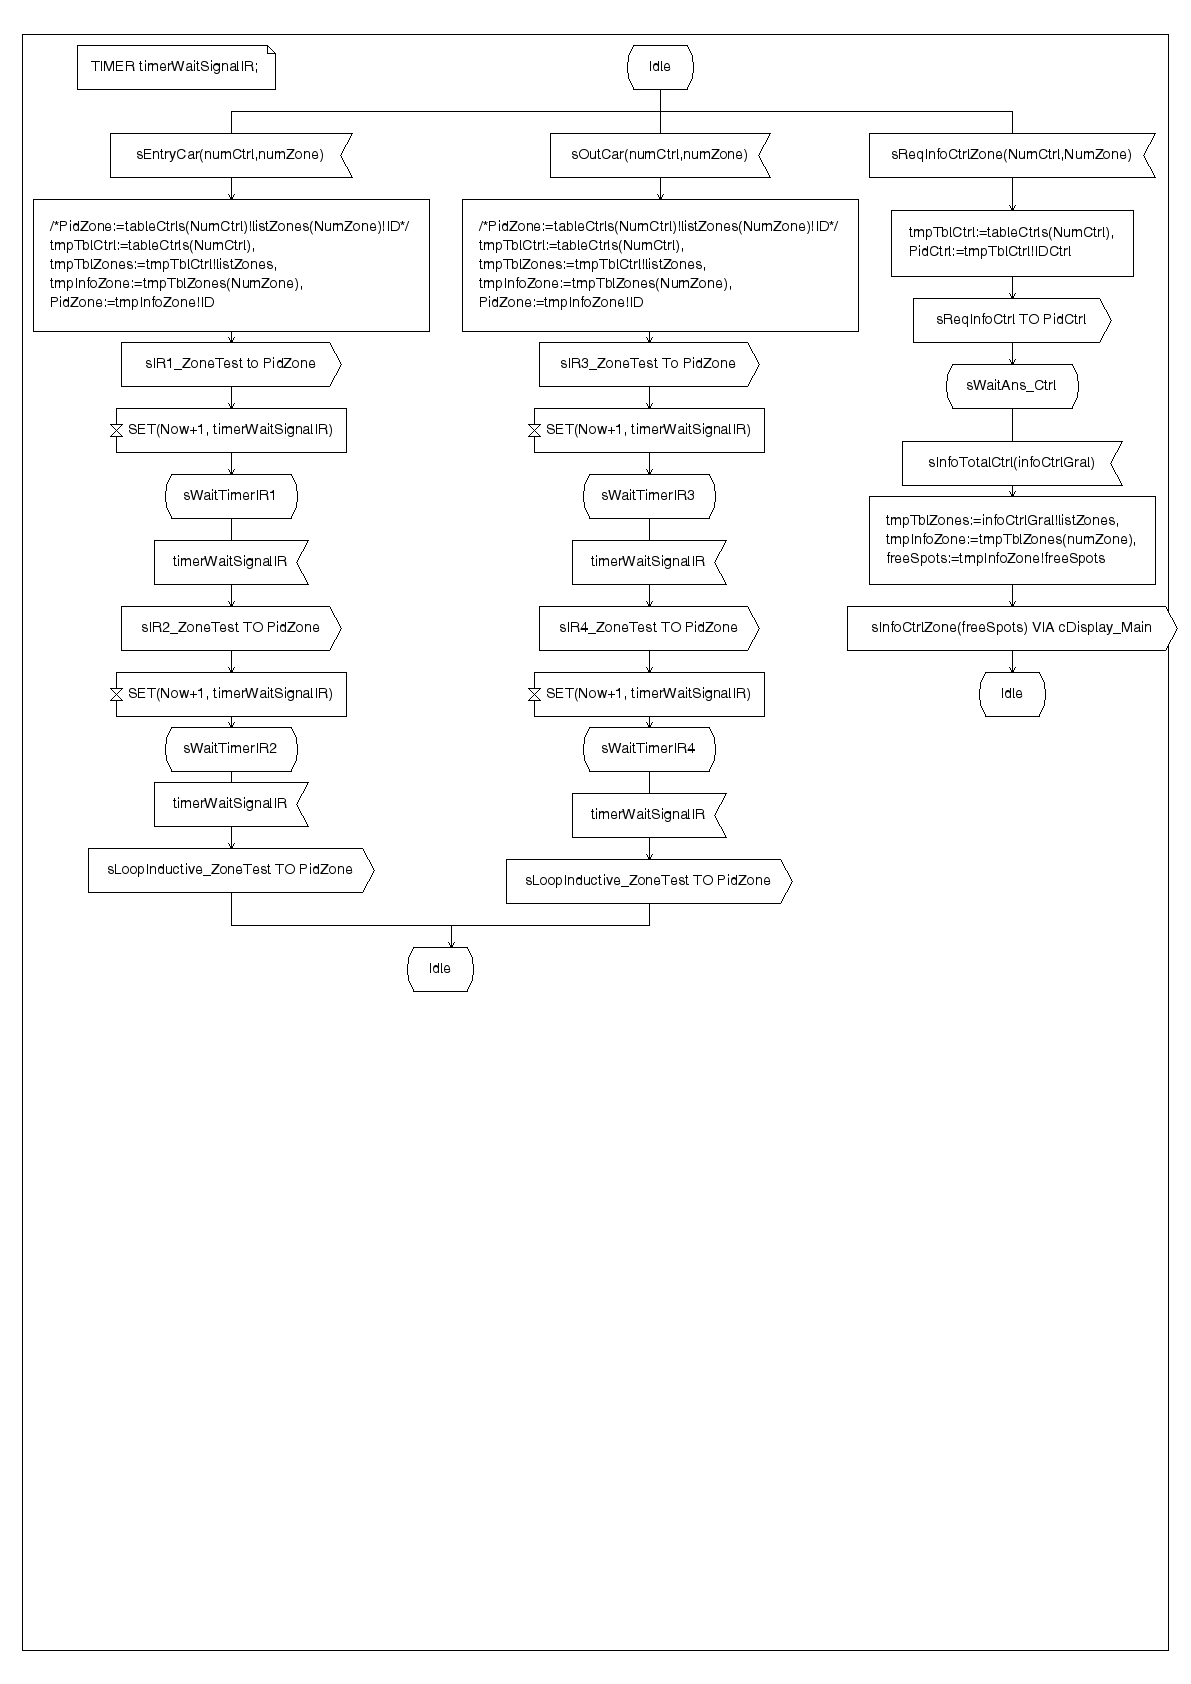 TIMER timerWaitSignalIR;
Idle
sEntryCar(numCtrl,numZone)
/*PidZone:=tableCtrls(NumCtrl)!listZones(NumZone)!ID*/
tmpTblCtrl:=tableCtrls(NumCtrl),
tmpTblZones:=tmpTblCtrl!listZones,
tmpInfoZone:=tmpTblZones(NumZone),
PidZone:=tmpInfoZone!ID
sIR1_ZoneTest to PidZone
SET(Now+1, timerWaitSignalIR)
sWaitTimerIR1
timerWaitSignalIR
sIR2_ZoneTest TO PidZone
SET(Now+1, timerWaitSignalIR)
sWaitTimerIR2
timerWaitSignalIR
sLoopInductive_ZoneTest TO PidZone
sOutCar(numCtrl,numZone)
/*PidZone:=tableCtrls(NumCtrl)!listZones(NumZone)!ID*/
tmpTblCtrl:=tableCtrls(NumCtrl),
tmpTblZones:=tmpTblCtrl!listZones,
tmpInfoZone:=tmpTblZones(NumZone),
PidZone:=tmpInfoZone!ID
sIR3_ZoneTest To PidZone
SET(Now+1, timerWaitSignalIR)
sWaitTimerIR3
timerWaitSignalIR
sIR4_ZoneTest TO PidZone
SET(Now+1, timerWaitSignalIR)
sWaitTimerIR4
timerWaitSignalIR
sLoopInductive_ZoneTest TO PidZone
Idle
sReqInfoCtrlZone(NumCtrl,NumZone)
tmpTblCtrl:=tableCtrls(NumCtrl),
PidCtrl:=tmpTblCtrl!IDCtrl
sReqInfoCtrl TO PidCtrl
sWaitAns_Ctrl
sInfoTotalCtrl(infoCtrlGral)
tmpTblZones:=infoCtrlGral!listZones,
tmpInfoZone:=tmpTblZones(numZone),
freeSpots:=tmpInfoZone!freeSpots
sInfoCtrlZone(freeSpots) VIA cDisplay_Main
Idle